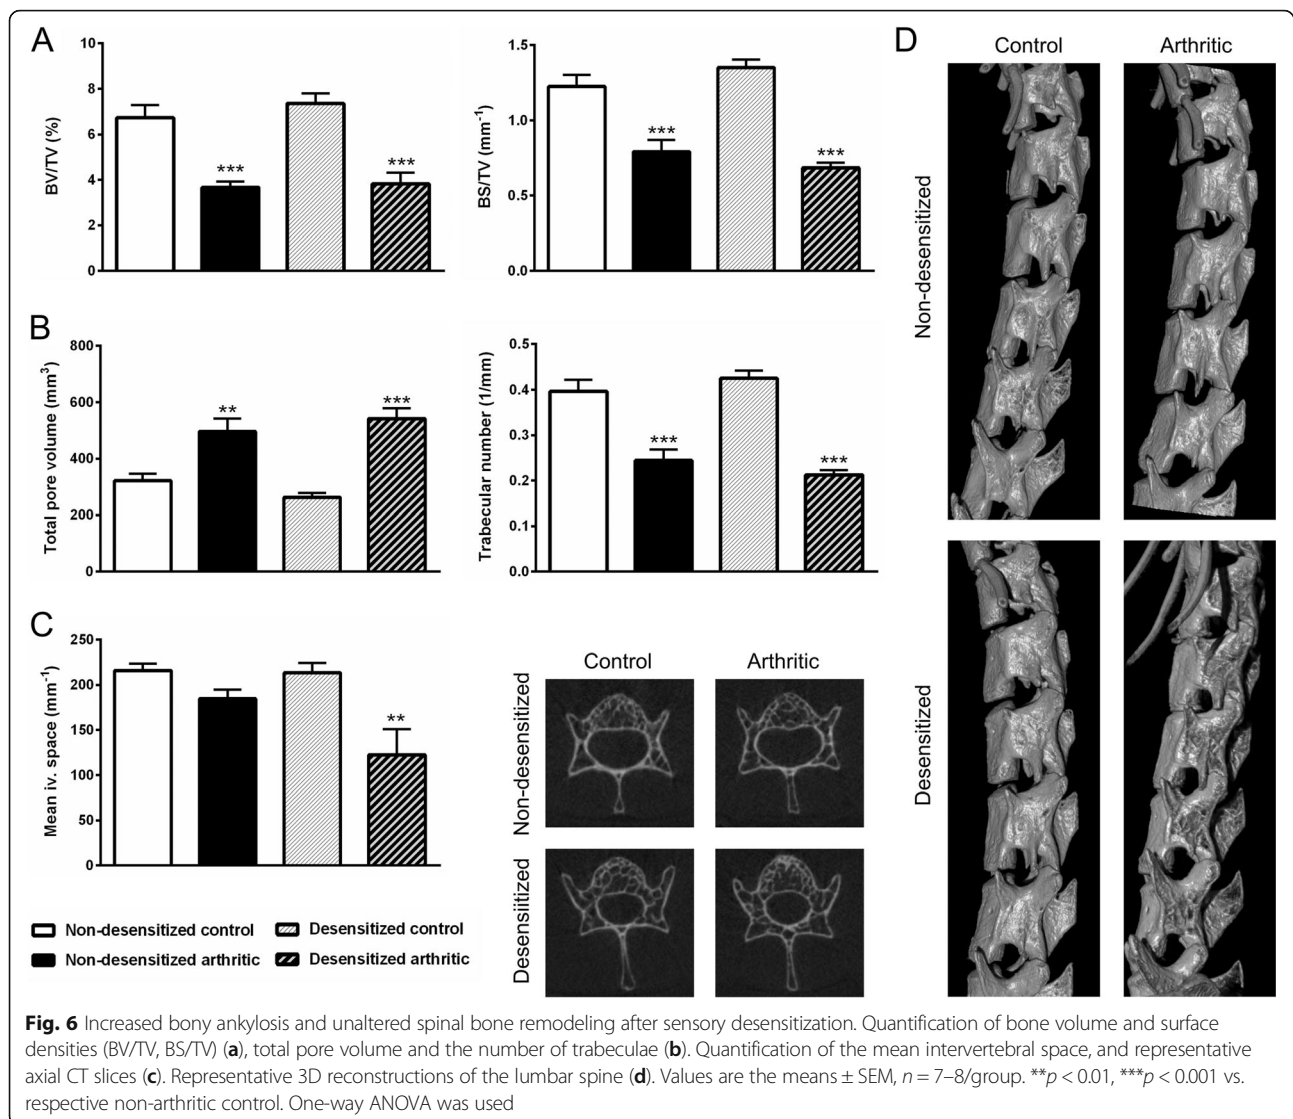 A
10
8
6
4
2
0
BV/TV (%)
***
***
1.5
1.0
0.5
0.0
BS/TV (mm⁻¹)
***
***
B
800
600
400
200
0
Total pore volume (mm³)
**
***
0.5
0.4
0.3
0.2
0.1
0.0
Trabecular number (1/mm)
***
***
C
250
200
150
100
50
0
Mean iv. space (mm⁻¹)
**
Non-desensitized control
Desensitized control
Non-desensitized arthritic
Desensitized arthritic
Control
Arthritic
Non-desensitized
Desensiitized
D
Control
Arthritic
Non-desensitized
Desensitized
Fig. 6 Increased bony ankylosis and unaltered spinal bone remodeling after sensory desensitization. Quantification of bone volume and surface
densities (BV/TV, BS/TV) (a), total pore volume and the number of trabeculae (b). Quantification of the mean intervertebral space, and representative
axial CT slices (c). Representative 3D reconstructions of the lumbar spine (d). Values are the means ± SEM, n = 7–8/group. **p < 0.01, ***p < 0.001 vs.
respective non-arthritic control. One-way ANOVA was used